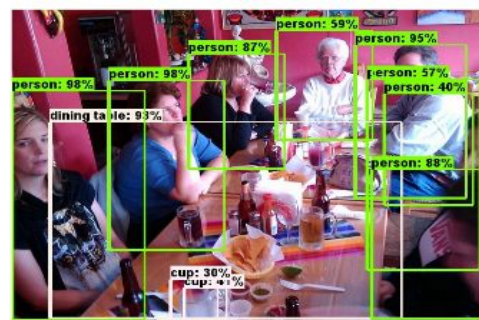 person: 59%
person: 95%
person: 87%
person: 57%
person: 98%
person: 98%
person: 40%
dining table: 93%
person: 88%
cup: 30%